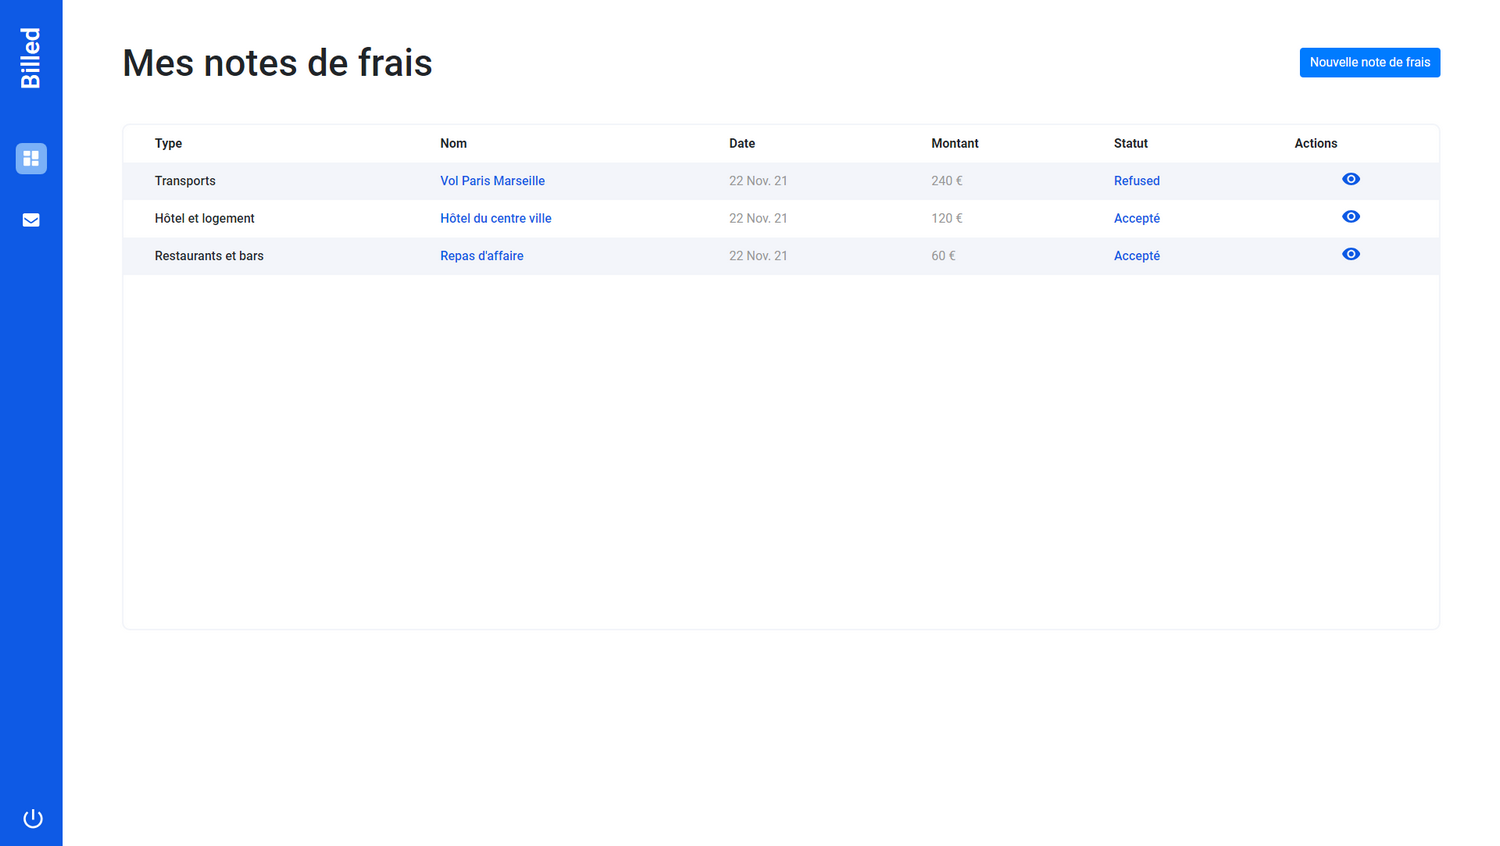 Billed
Mes notes de frais
Nouvelle note de frais
Type Nom Date Montant Statut Actions
Transports Vol Paris Marseille 22 Nov. 21 240 € Refused
Hôtel et logement Hôtel du centre ville 22 Nov. 21 120 € Accepté
Restaurants et bars Repas d'affaire 22 Nov. 21 60 € Accepté